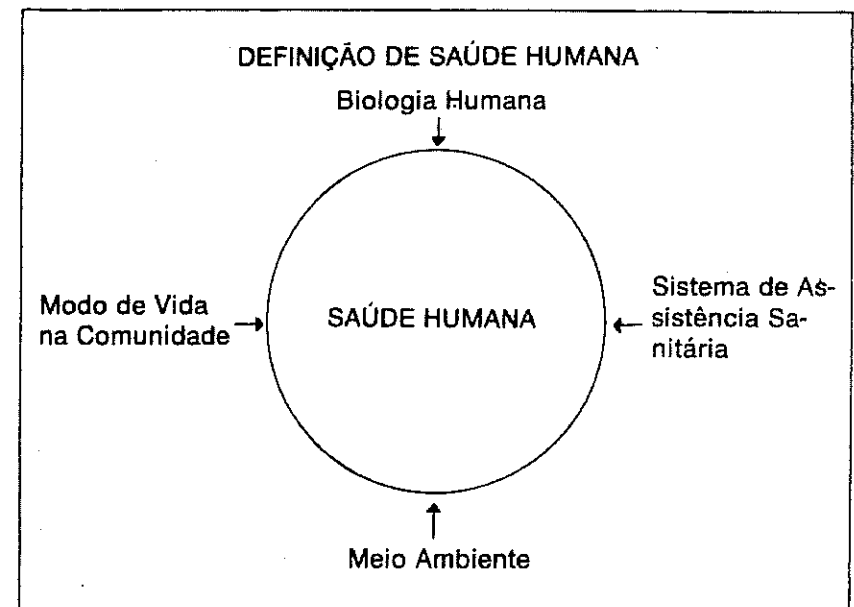 DEFINIÇÃO DE SAÚDE HUMANA
Biologia Humana
Modo de Vida
na Comunidade
SAÚDE HUMANA
Sistema de As-
sistência Sa-
nitária
Meio Ambiente